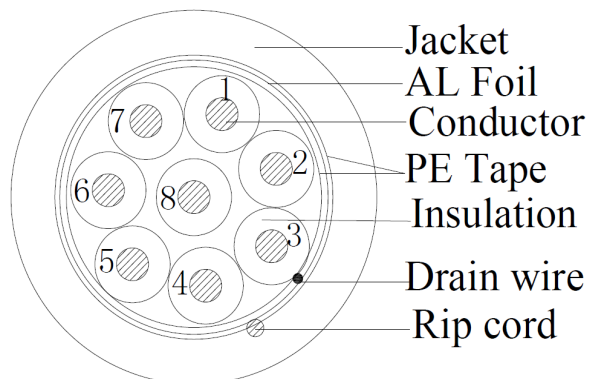 Jacket
AL Foil
Conductor
PE Tape
Insulation
Drain wire
Rip cord
1
2
3
4
5
6
7
8